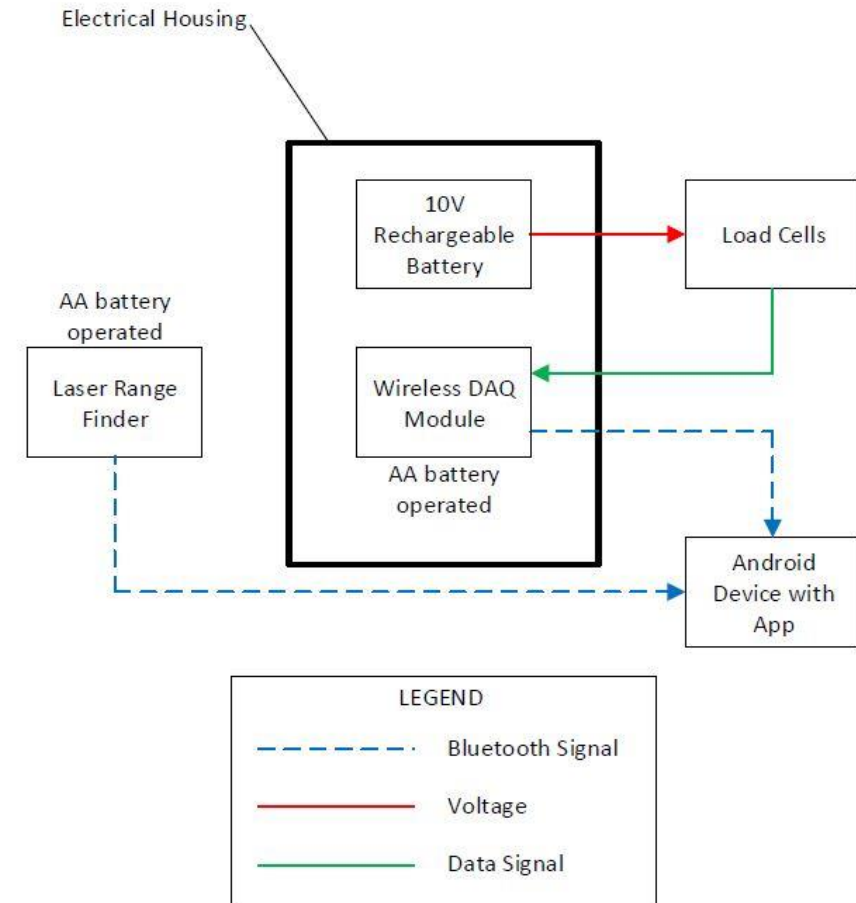 Electrical Housing
10V
Rechargeable
Battery
Load Cells
AA battery
operated
Laser Range
Finder
Wireless DAQ
Module
AA battery
operated
Android
Device with
App
LEGEND
Bluetooth Signal
Voltage
Data Signal